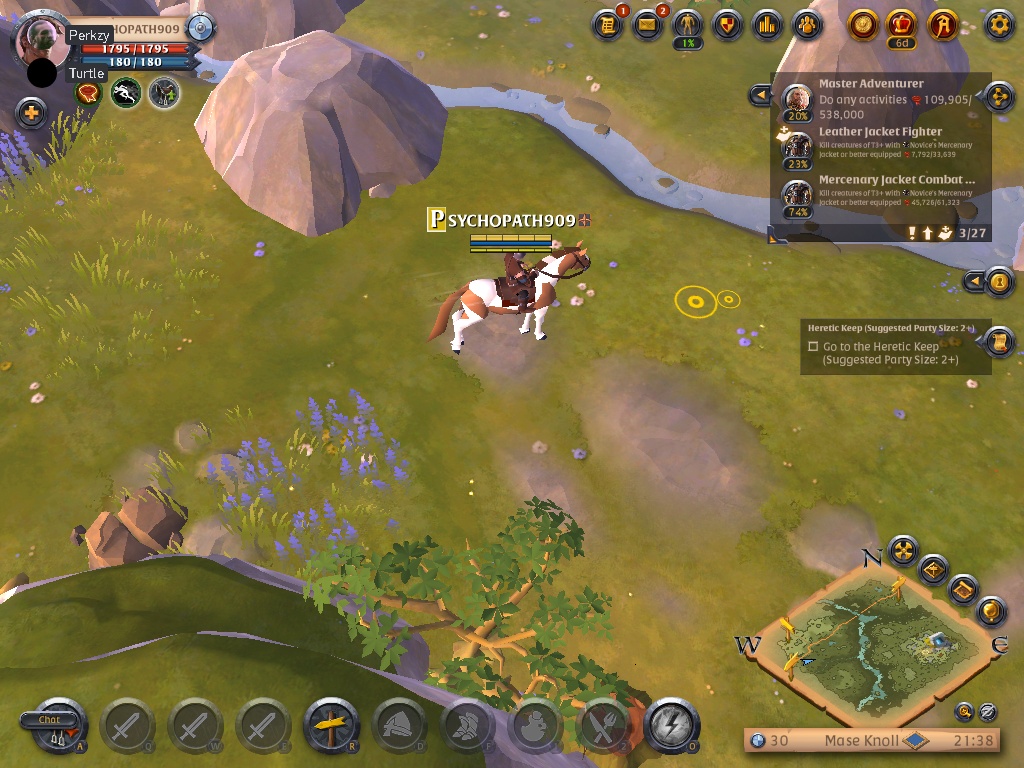 Perkzy
HOPATH909
1795 / 1795
180 / 180
Turtle
1
2
1%
6d
Master Adventurer
Do any activities 109,905/
538,000
20%
Leather Jacket Fighter
Kill creatures of T3+ with Novice's Mercenary
Jacket or better equipped 7,792/33,639
23%
Mercenary Jacket Combat ...
Kill creatures of T3+ with Novice's Mercenary
Jacket or better equipped 45,726/61,323
74%
3/27
PSYCHOPATH909
Heretic Keep (Suggested Party Size: 2+)
Go to the Heretic Keep
(Suggested Party Size: 2+)
N
W
E
Chat
A
Q
W
E
R
D
F
2
O
30 Mase Knoll 21:38